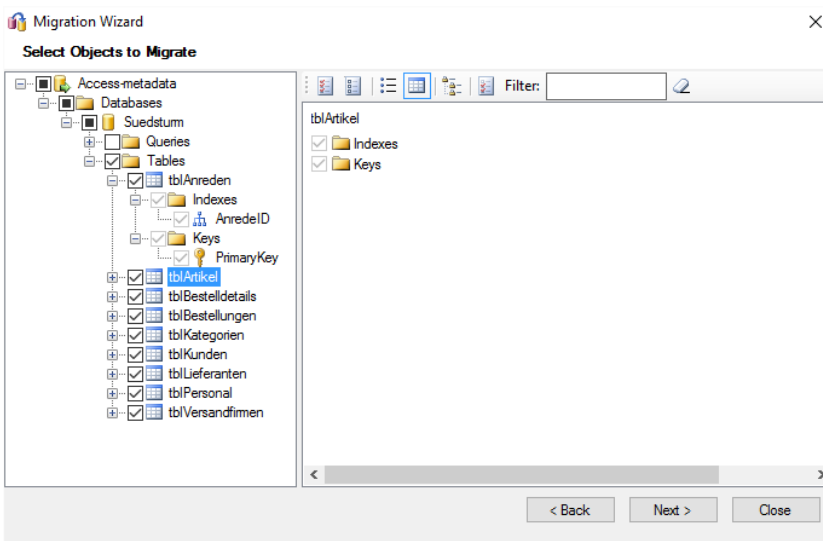 Migration Wizard
Select Objects to Migrate
Access-metadata
Databases
Suedsturm
Queries
Tables
tblAnreden
Indexes
AnredeID
Keys
PrimaryKey
tblArtikel
tblBestelldetails
tblBestellungen
tblKategorien
tblKunden
tblLieferanten
tblPersonal
tblVersandfirmen
Filter:
tblArtikel
Indexes
Keys
< Back
Next >
Close